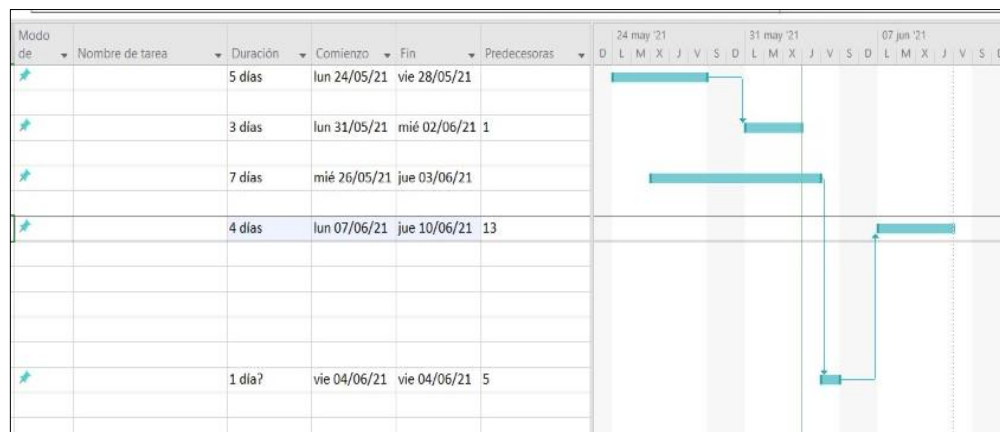 Modo de Nombre de tarea Duración Comienzo Fin Predecesoras
24 may '21 31 may '21 07 jun '21
D L M X J V S D L M X J V S D L M X J V S D
5 días lun 24/05/21 vie 28/05/21
3 días lun 31/05/21 mié 02/06/21 1
7 días mié 26/05/21 jue 03/06/21
4 días lun 07/06/21 jue 10/06/21 13
1 día? vie 04/06/21 vie 04/06/21 5